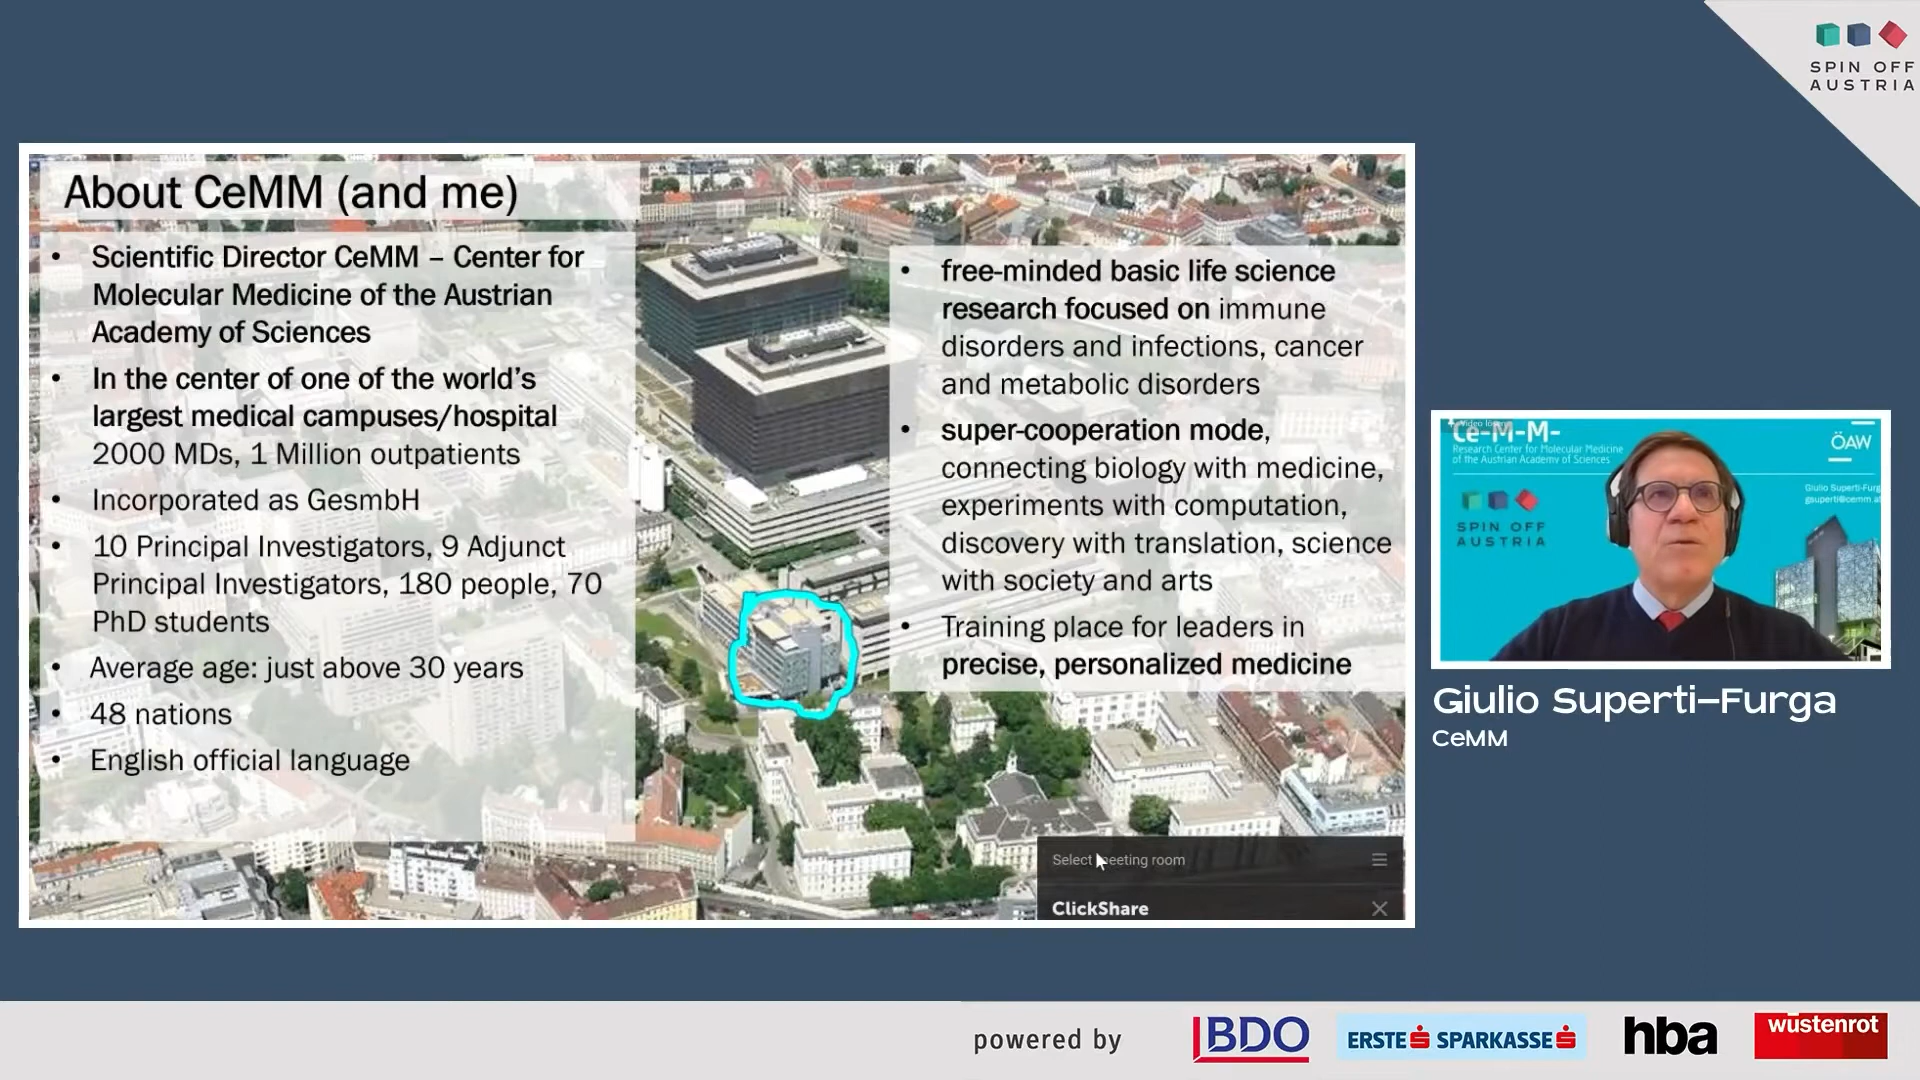 SPIN OFF
AUSTRIA
About CeMM (and me)
• Scientific Director CeMM – Center for
Molecular Medicine of the Austrian
Academy of Sciences
• In the center of one of the world's
largest medical campuses/hospital
2000 MDs, 1 Million outpatients
• Incorporated as GesmbH
• 10 Principal Investigators, 9 Adjunct
Principal Investigators, 180 people, 70
PhD students
• Average age: just above 30 years
• 48 nations
• English official language
• free-minded basic life science
research focused on immune
disorders and infections, cancer
and metabolic disorders
• super-cooperation mode,
connecting biology with medicine,
experiments with computation,
discovery with translation, science
with society and arts
• Training place for leaders in
precise, personalized medicine
Select meeting room
ClickShare
Ce-M-M-
Research Center for Molecular Medicine
of the Austrian Academy of Sciences
ÖAW
Giulio Superti-Furg
gsuperti@cemm.a
SPIN OFF
AUSTRIA
Giulio Superti–Furga
CeMM
powered by
BDO
ERSTE SPARKASSE
hba
wüstenrot